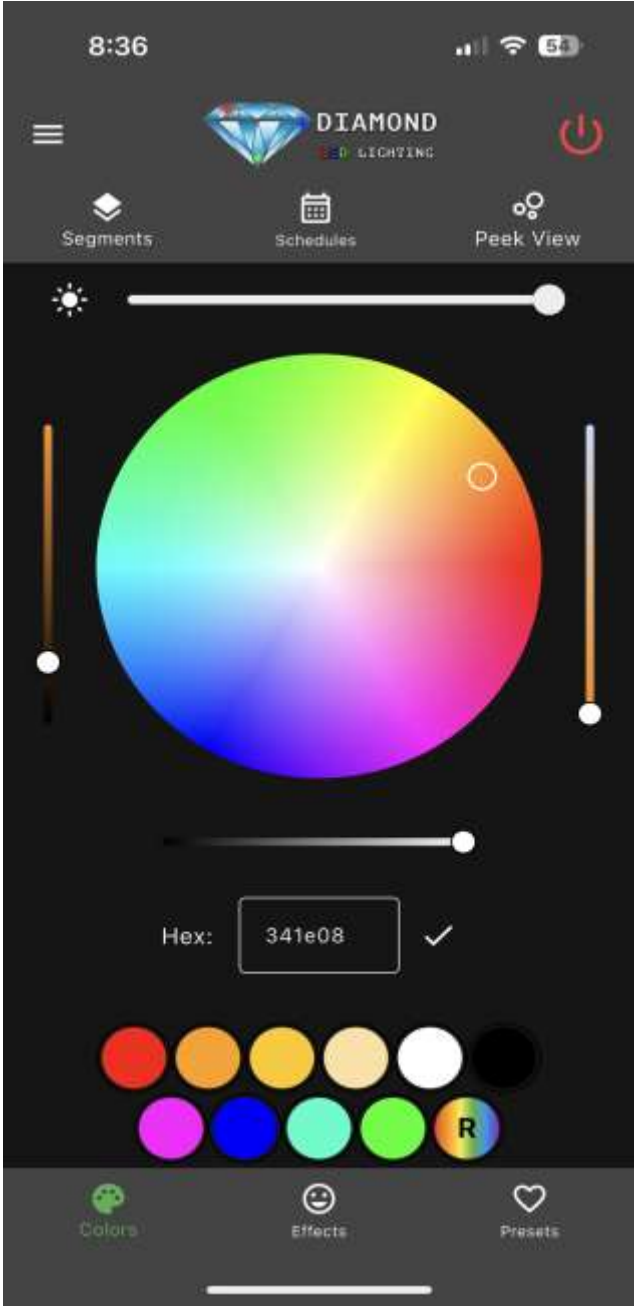 8:36
54
DIAMOND
LED LIGHTING
Segments
Schedules
Peek View
Hex:
341e08
R
Colors
Effects
Presets